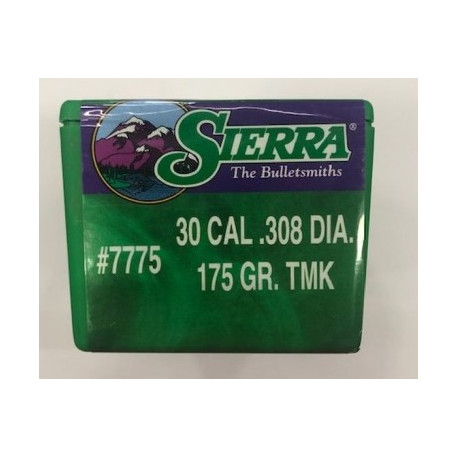 SIERRA®
The Bulletsmiths
30 CAL .308 DIA.
#7775
175 GR. TMK